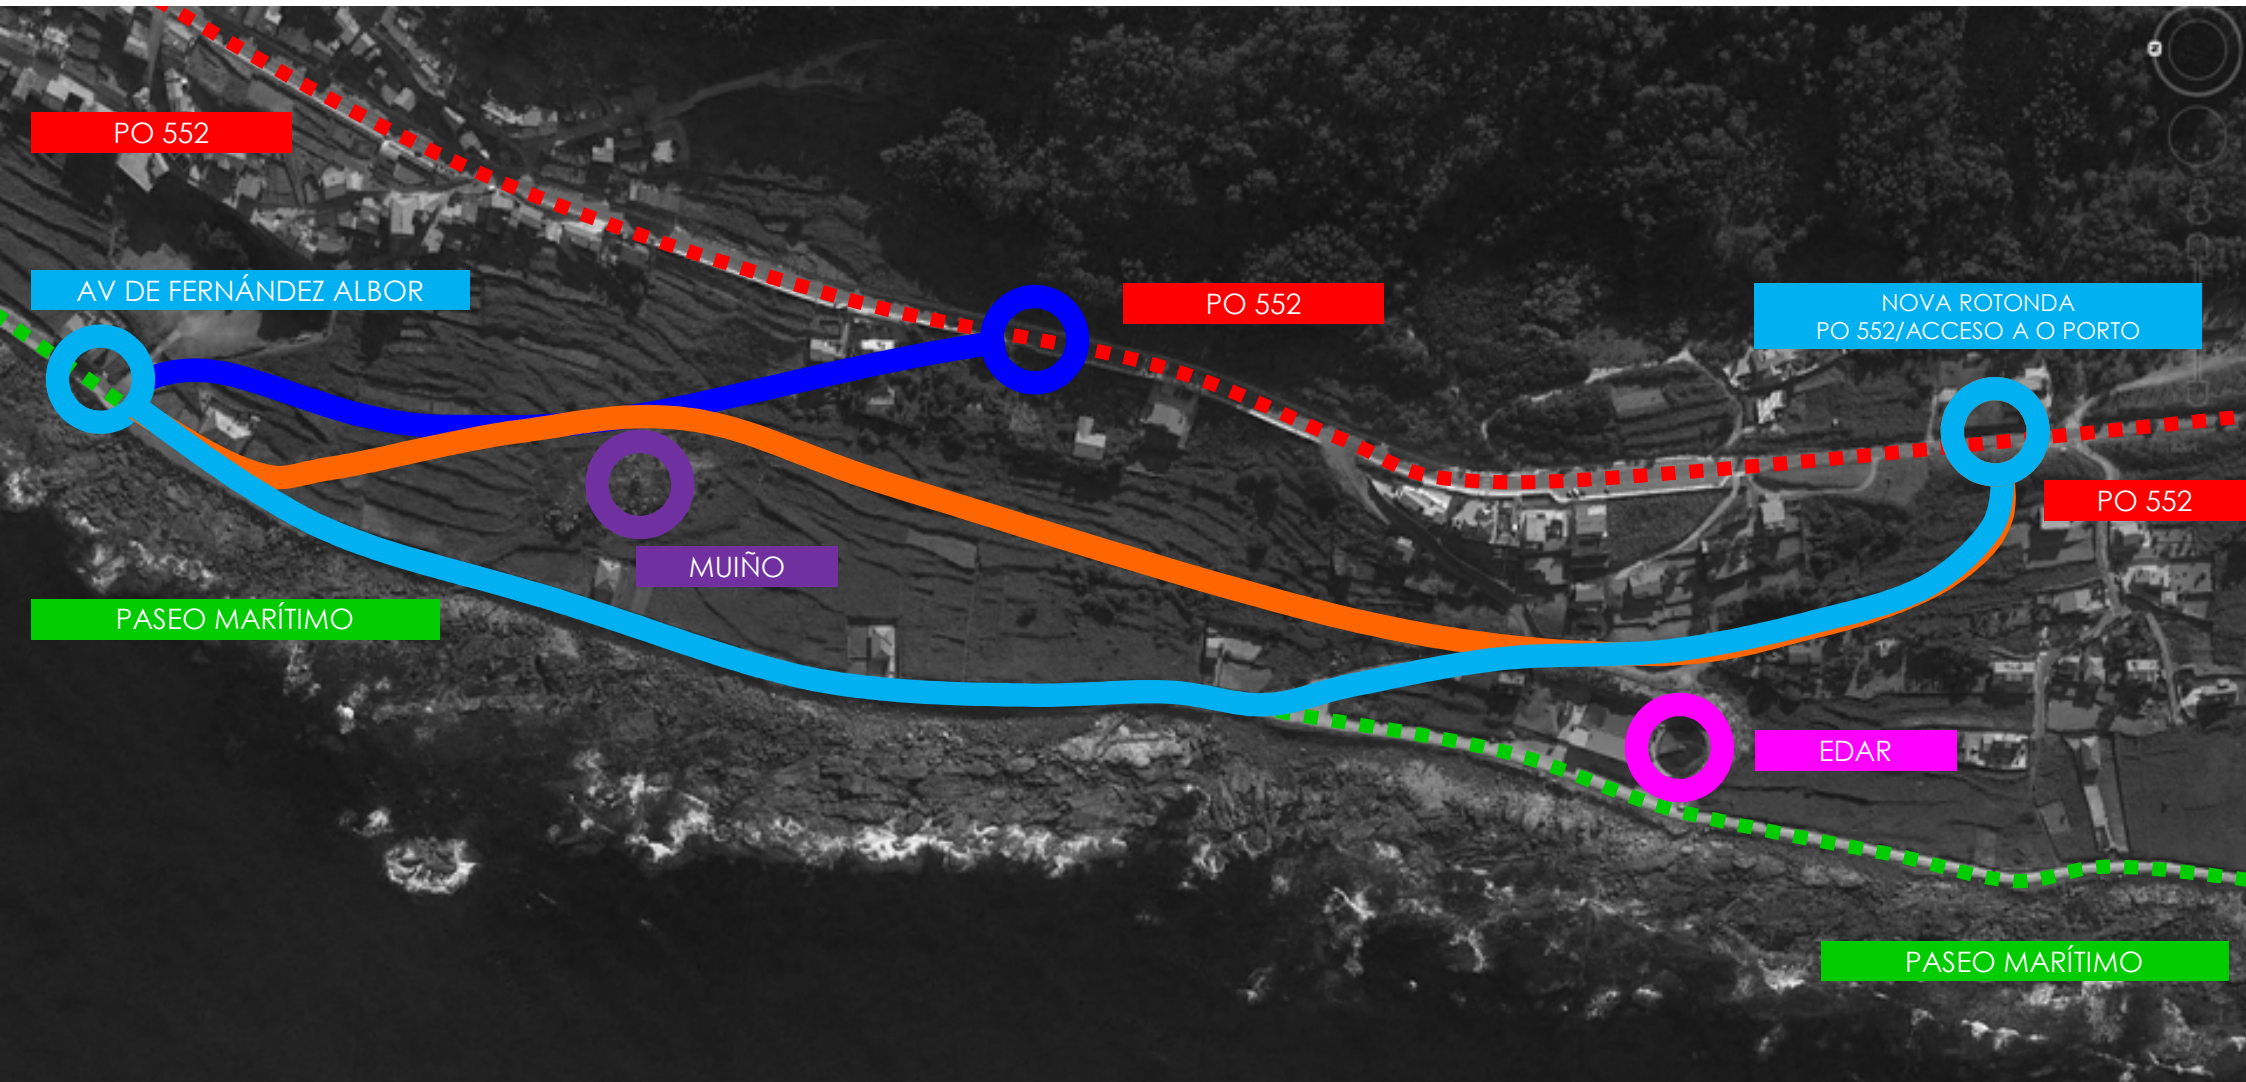 PO 552
AV DE FERNÁNDEZ ALBOR
PO 552
NOVA ROTONDA
PO 552/ACCESO A O PORTO
PO 552
MUIÑO
PASEO MARÍTIMO
EDAR
PASEO MARÍTIMO